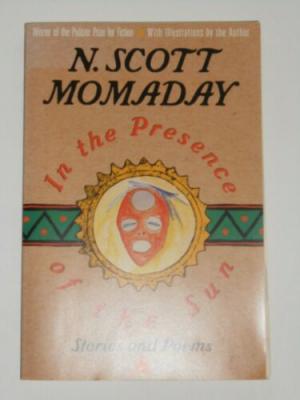 Winner of the Pulitzer Prize for Fiction With Illustrations by the Author
N. SCOTT
MOMADAY
In the Presence
of the Sun
Stories and Poems